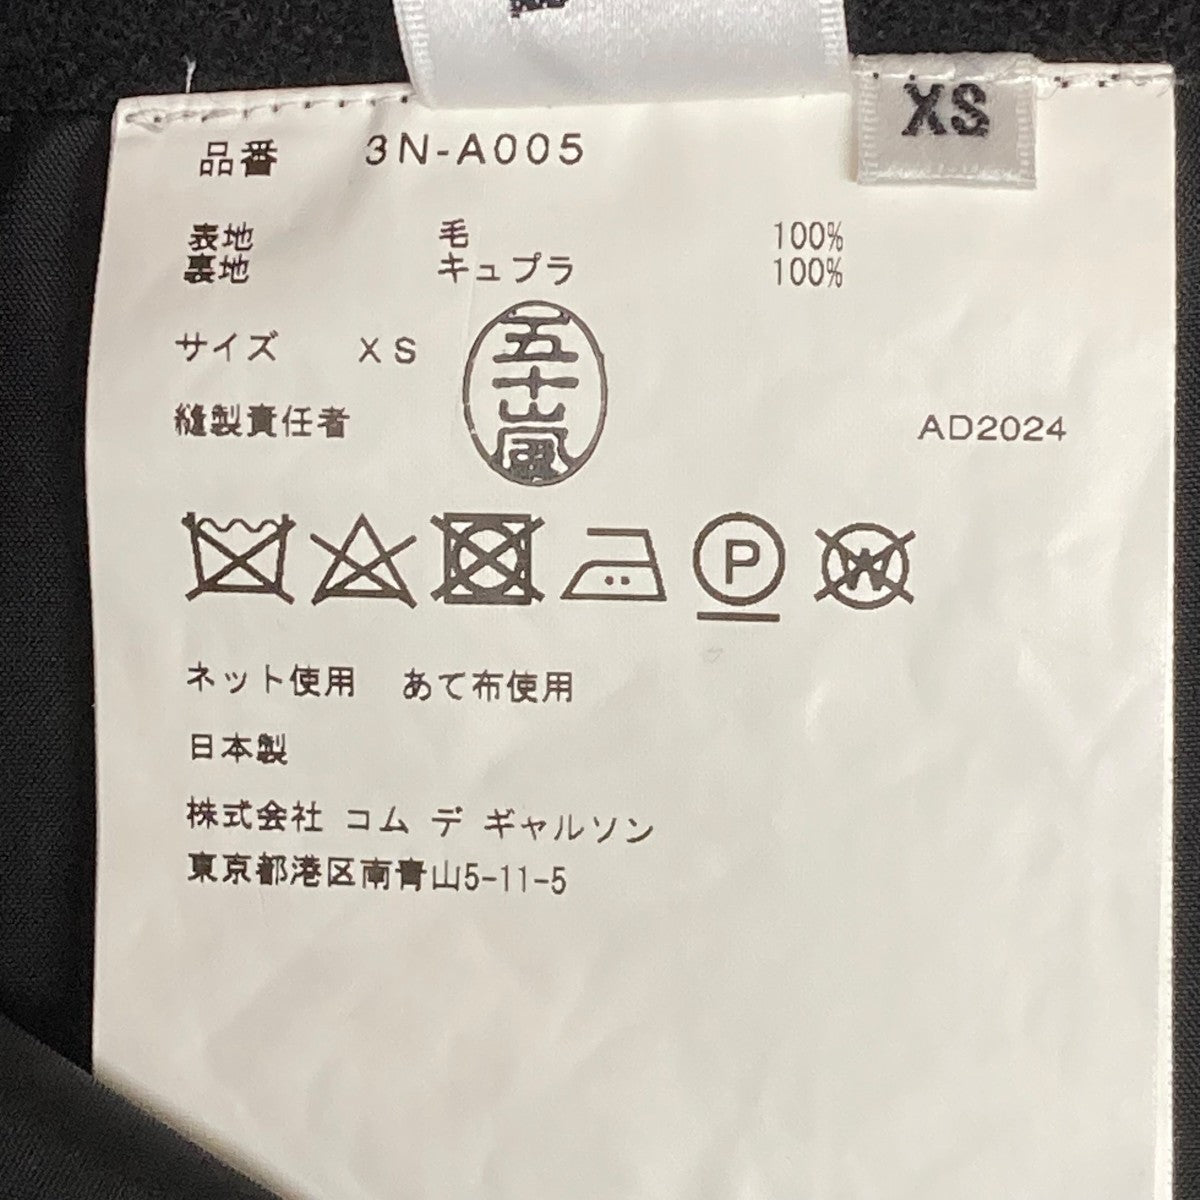 XS
品番 3N-A005
表地 毛 100%
裏地 キュプラ 100%
サイズ XS
五十嵐
縫製責任者
AD2024
P
W
ネット使用 あて布使用
日本製
株式会社 コム デ ギャルソン
東京都港区南青山5-11-5